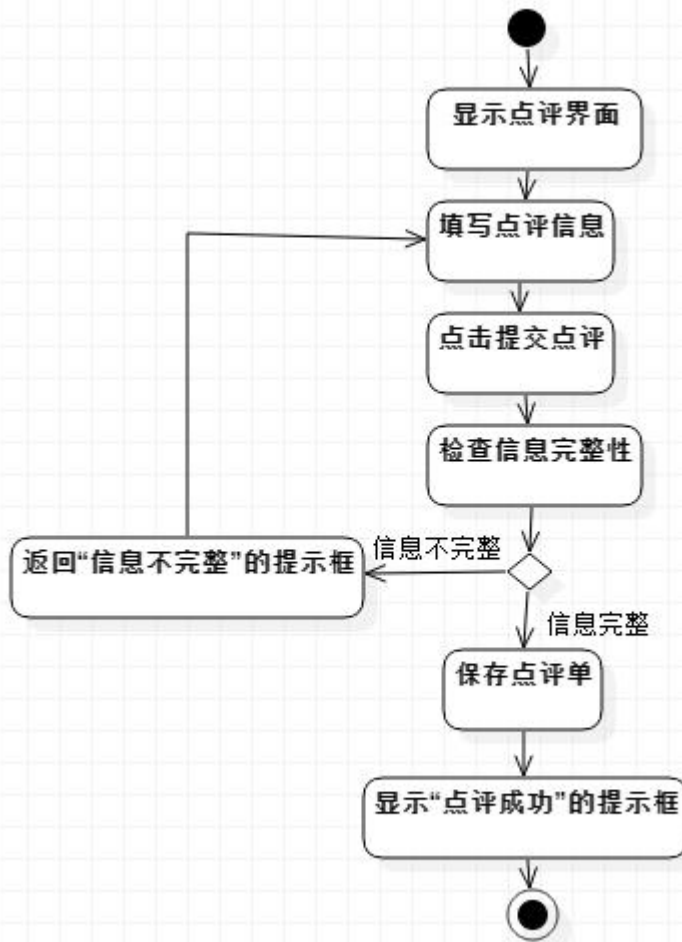 显示点评界面
填写点评信息
点击提交点评
检查信息完整性
信息不完整
返回“信息不完整”的提示框
信息完整
保存点评单
显示“点评成功”的提示框